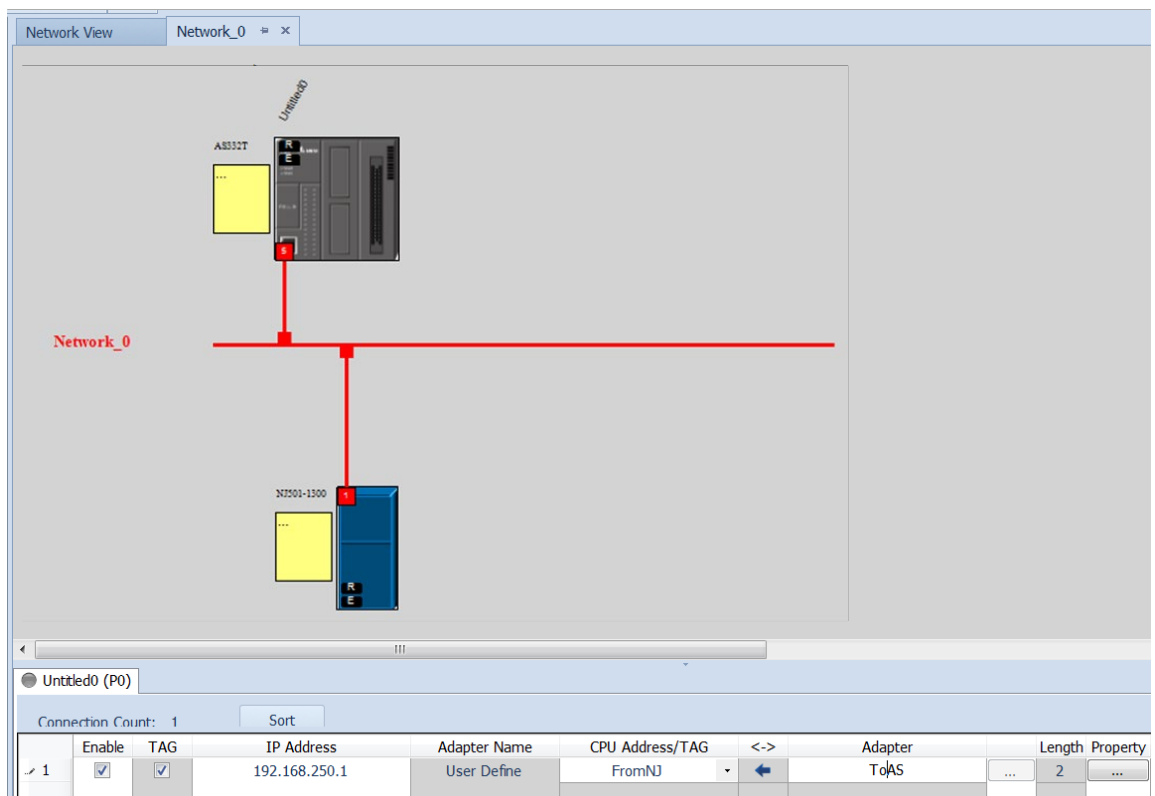 Network View Network_0
Untitled0
AS332T
R
E
...
5
Network_0
NJ501-1300
1
...
R
E
Untitled0 (P0)
Connection Count: 1 Sort
Enable TAG IP Address Adapter Name CPU Address/TAG <-> Adapter Length Property
1 192.168.250.1 User Define FromNJ ToAS ... 2 ...